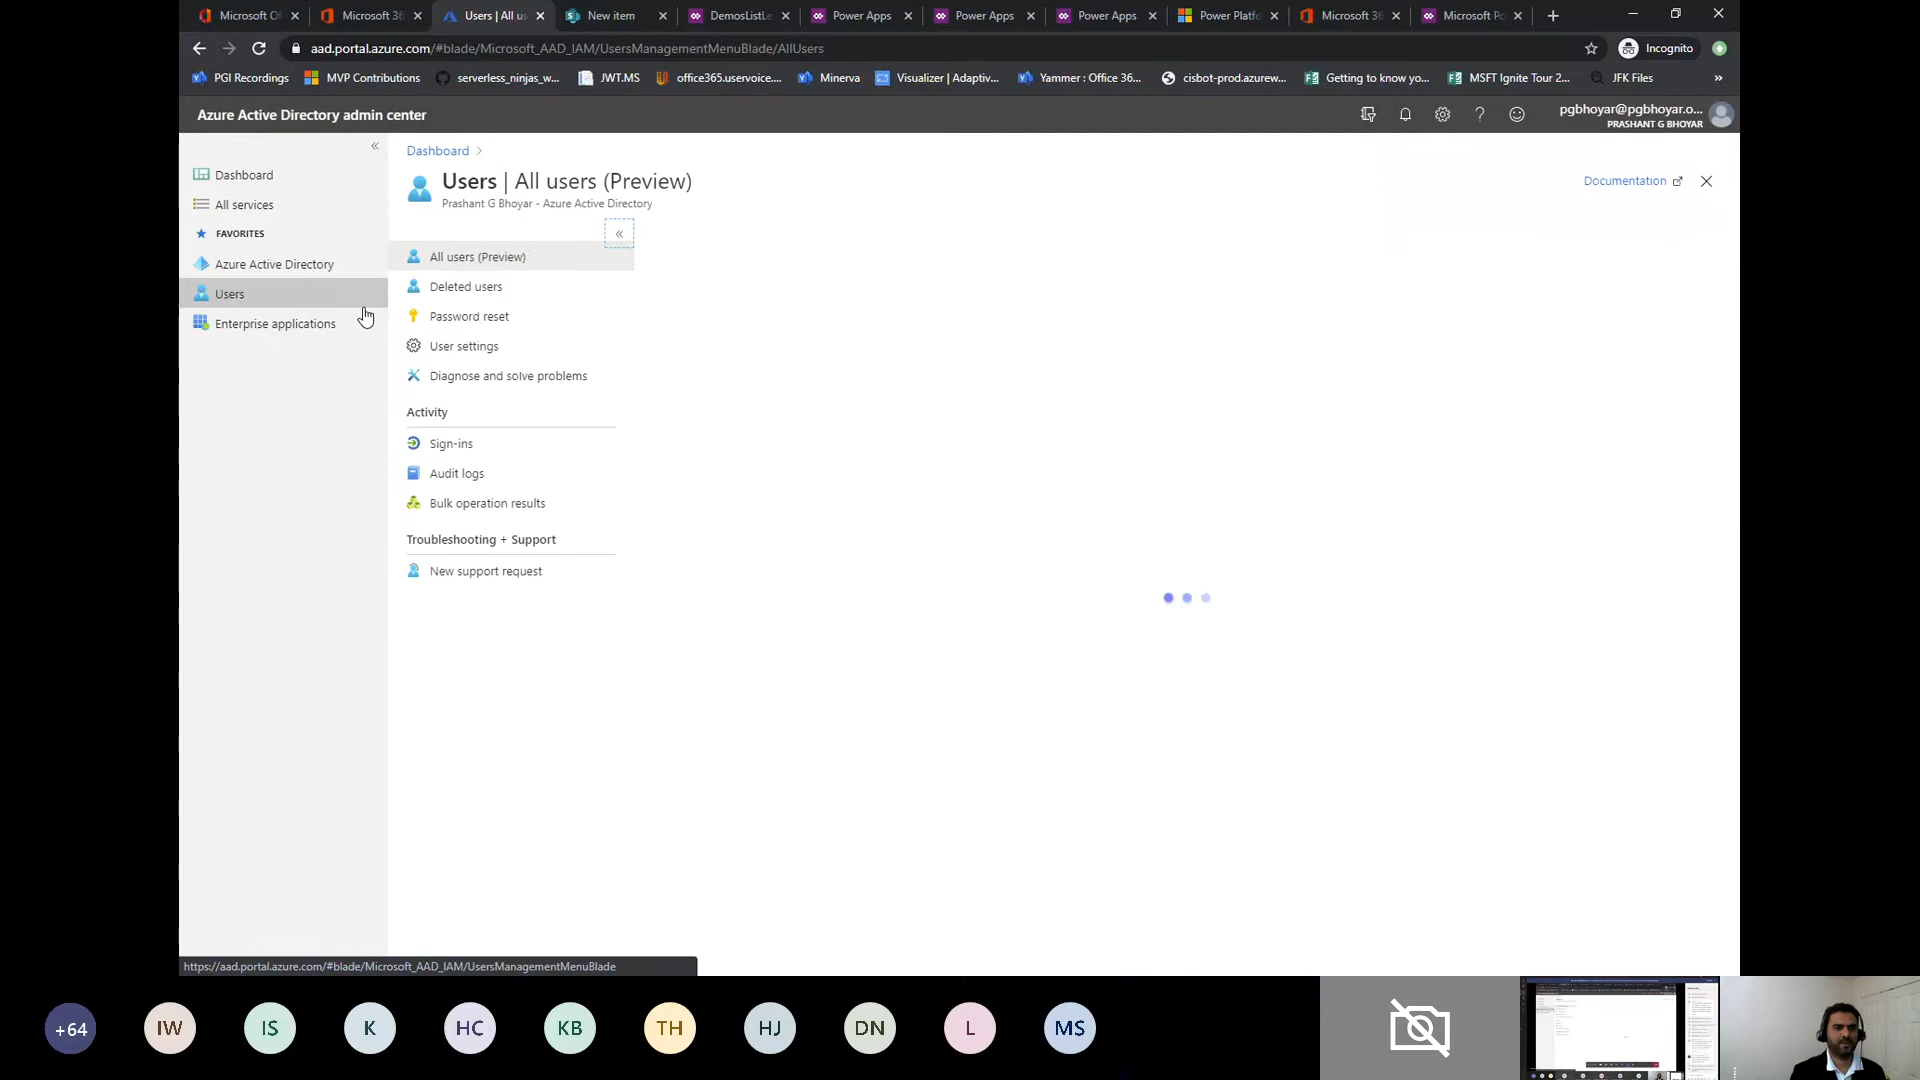 Microsoft Of
Microsoft 36
Users | All us
New item
DemosListLe
Power Apps
Power Apps
Power Apps
Power Platfo
Microsoft 36
Microsoft Po
aad.portal.azure.com/#blade/Microsoft_AAD_IAM/UsersManagementMenuBlade/AllUsers
Incognito
PGI Recordings
MVP Contributions
serverless_ninjas_w...
JWT.MS
office365.uservoice....
Minerva
Visualizer | Adaptiv...
Yammer : Office 36...
cisbot-prod.azurew...
Getting to know yo...
MSFT Ignite Tour 2...
JFK Files
»
Azure Active Directory admin center
pgbhoyar@pgbhoyar.o...
PRASHANT G BHOYAR
«
Dashboard
All services
FAVORITES
Azure Active Directory
Users
Enterprise applications
Dashboard >
Users | All users (Preview)
Prashant G Bhoyar - Azure Active Directory
Documentation
«
All users (Preview)
Deleted users
Password reset
User settings
Diagnose and solve problems
Activity
Sign-ins
Audit logs
Bulk operation results
Troubleshooting + Support
New support request
https://aad.portal.azure.com/#blade/Microsoft_AAD_IAM/UsersManagementMenuBlade
+64
IW
IS
K
HC
KB
TH
HJ
DN
L
MS